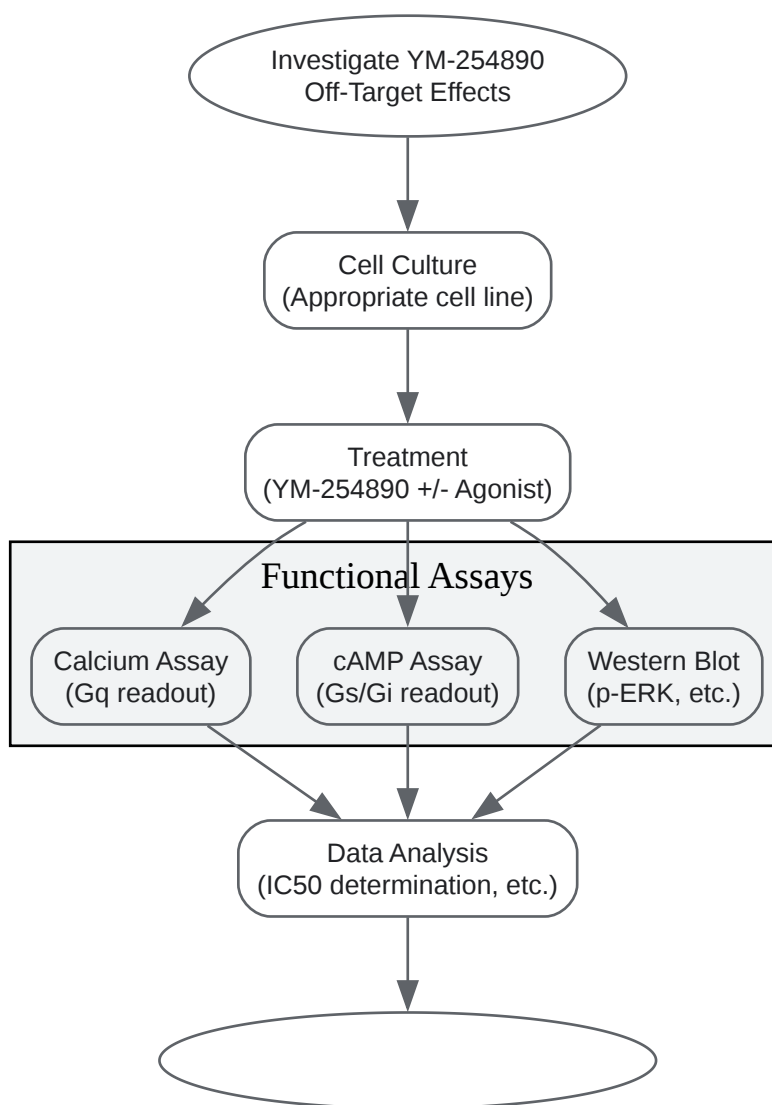 Investigate YM-254890
Off-Target Effects
Cell Culture
(Appropriate cell line)
Treatment
(YM-254890 +/- Agonist)
Functional Assays
Calcium Assay
(Gq readout)
cAMP Assay
(Gs/Gi readout)
Western Blot
(p-ERK, etc.)
Data Analysis
(IC50 determination, etc.)